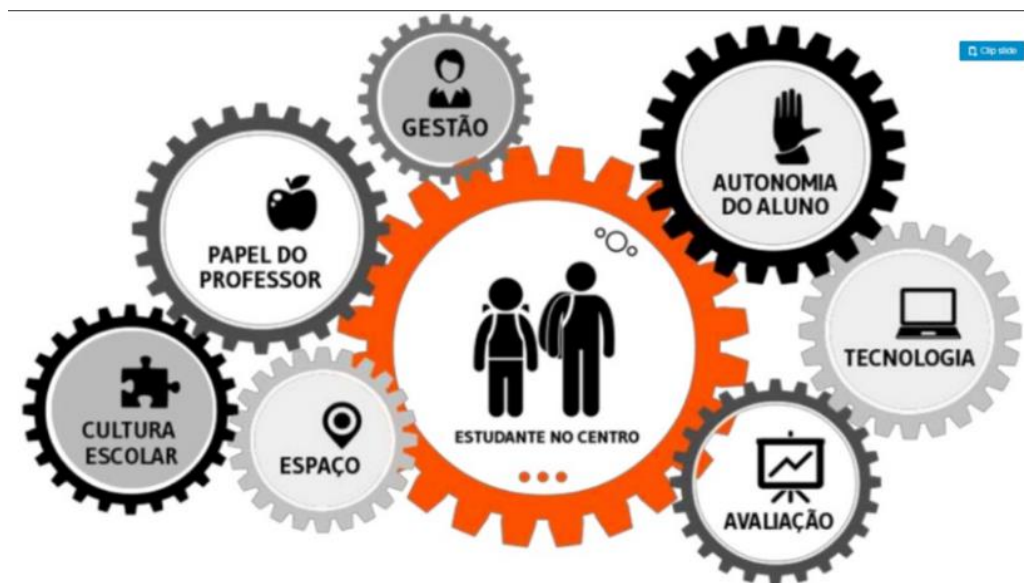 Clip slide
GESTÃO
AUTONOMIA
DO ALUNO
PAPEL DO
PROFESSOR
TECNOLOGIA
CULTURA
ESCOLAR
ESPAÇO
ESTUDANTE NO CENTRO
AVALIAÇÃO